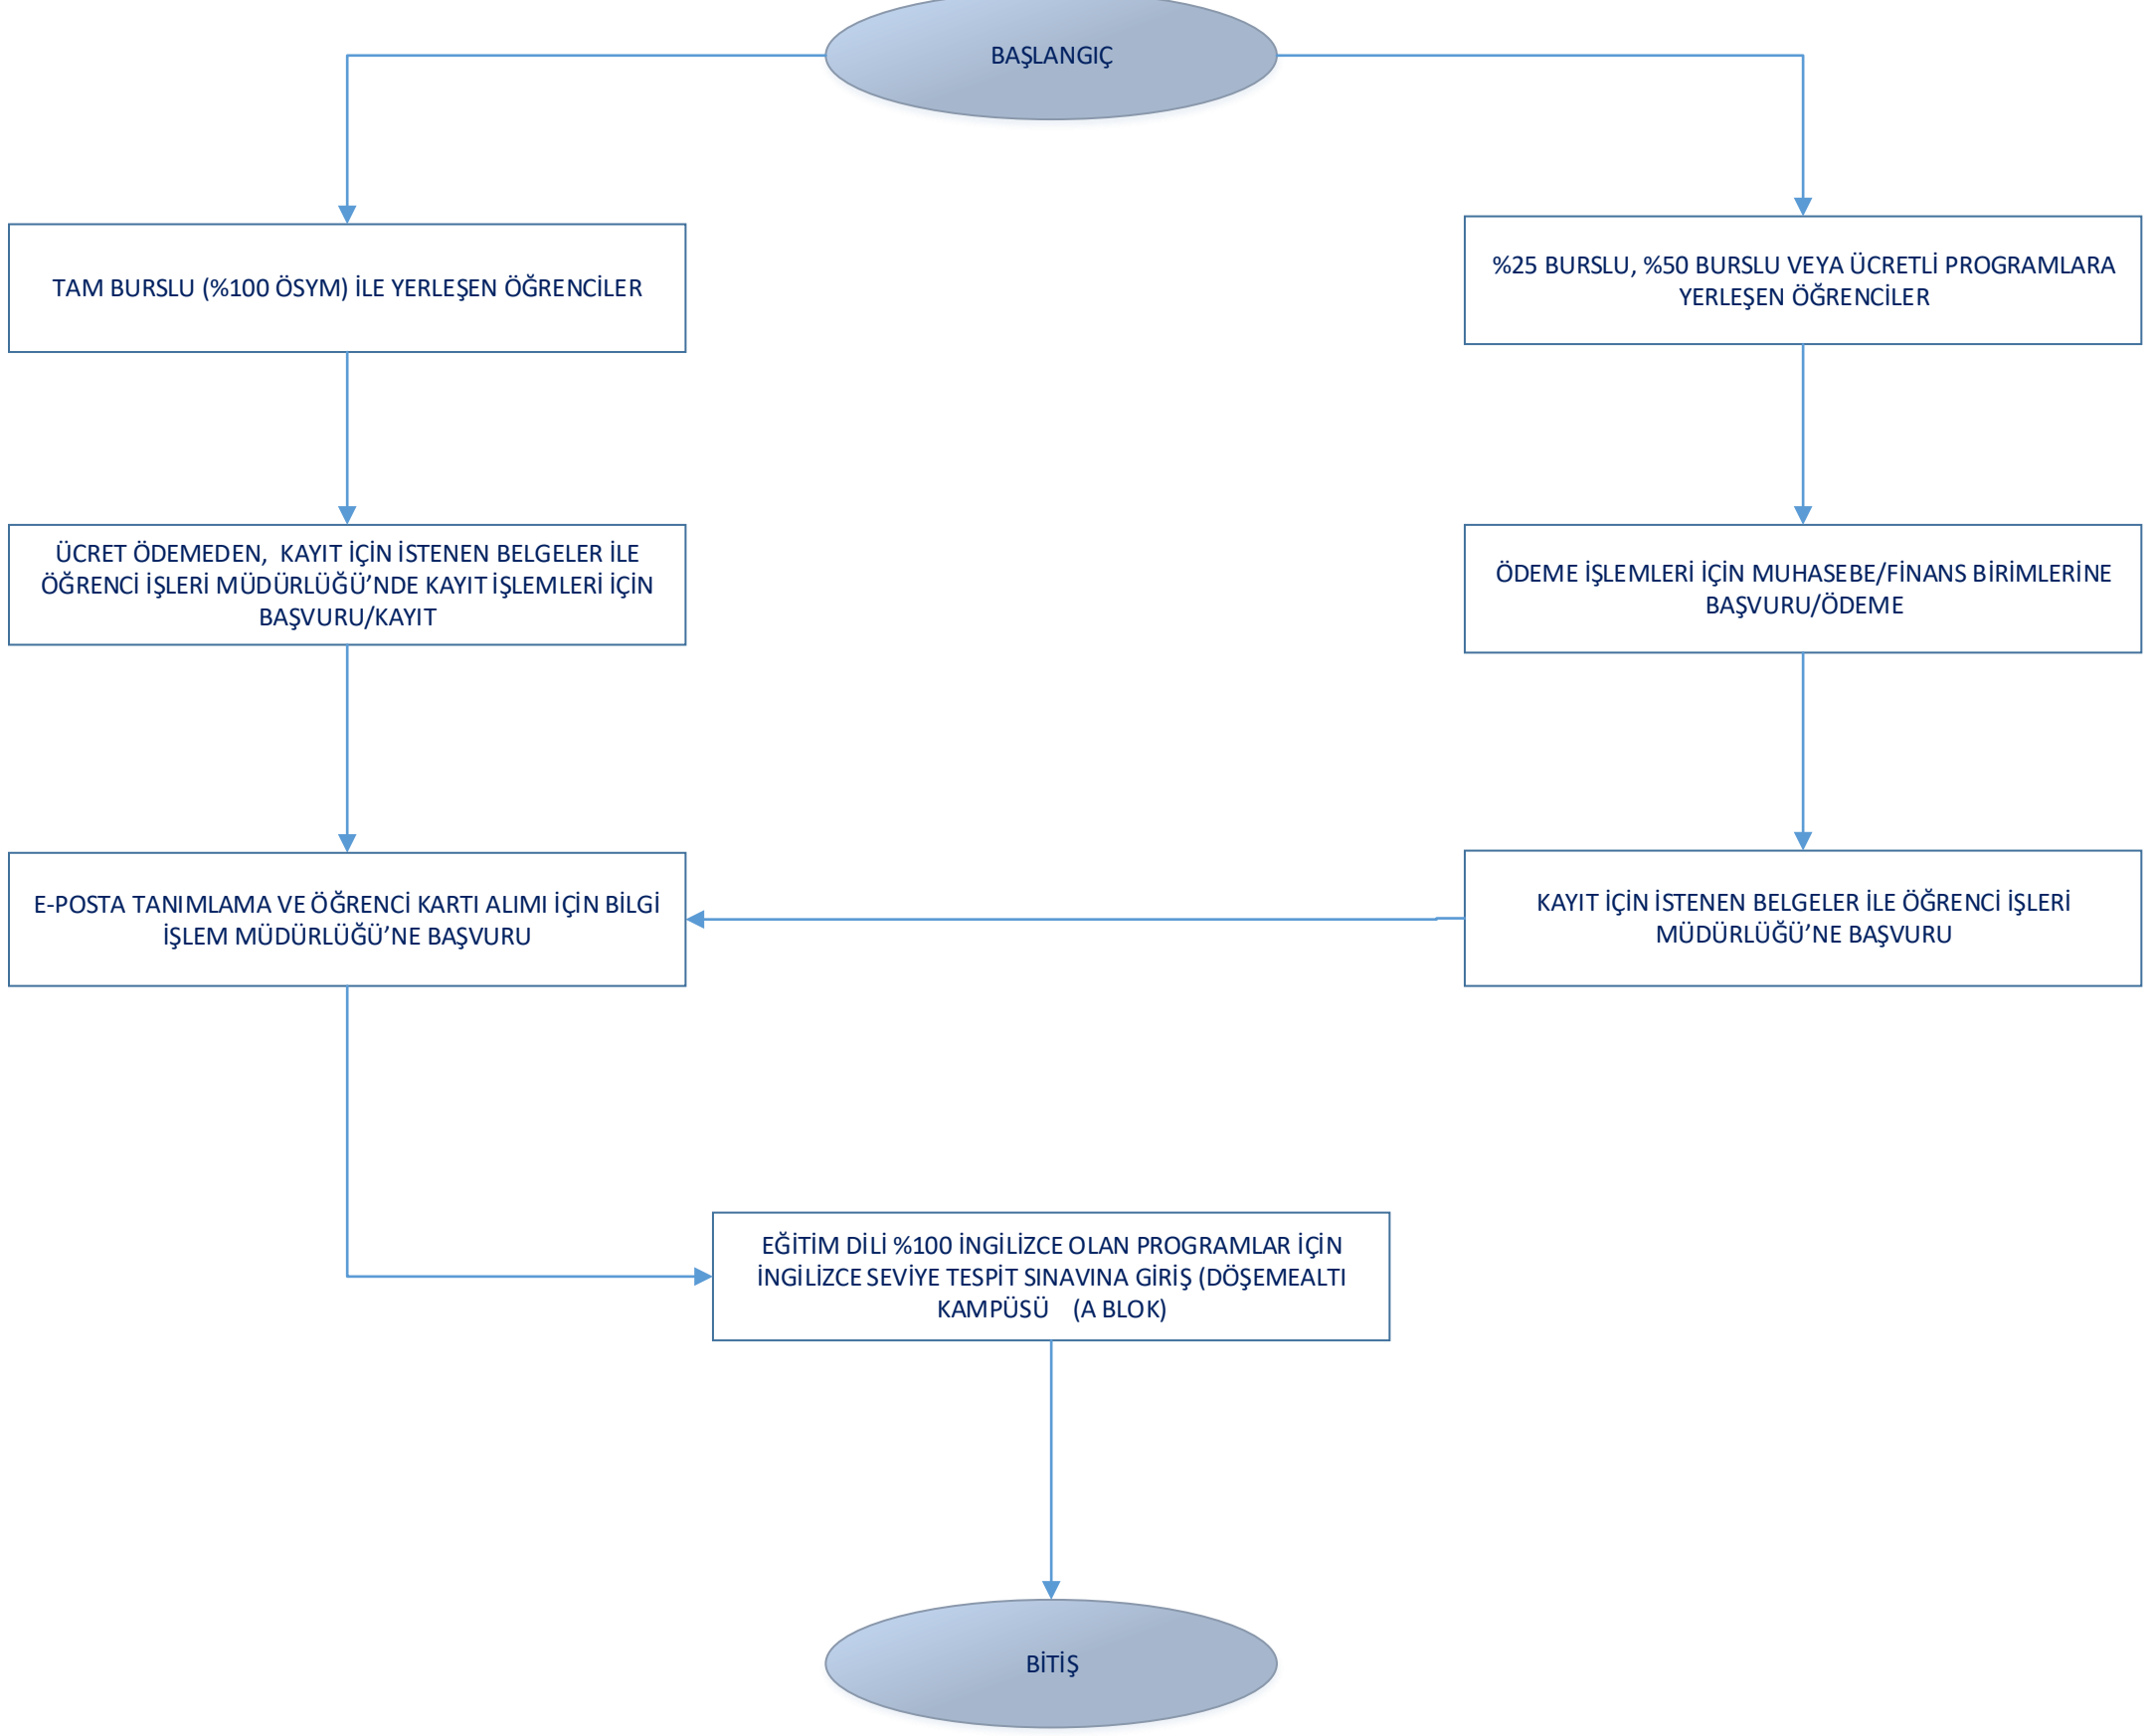 BAŞLANGIÇ
TAM BURSLU (%100 ÖSYM) İLE YERLEŞEN ÖĞRENCİLER
%25 BURSLU, %50 BURSLU VEYA ÜCRETLİ PROGRAMLARA
YERLEŞEN ÖĞRENCİLER
ÜCRET ÖDEMEDEN, KAYIT İÇİN İSTENEN BELGELER İLE
ÖĞRENCİ İŞLERİ MÜDÜRLÜĞÜ’NDE KAYIT İŞLEMLERİ İÇİN
BAŞVURU/KAYIT
ÖDEME İŞLEMLERİ İÇİN MUHASEBE/FİNANS BİRİMLERİNE
BAŞVURU/ÖDEME
E-POSTA TANIMLAMA VE ÖĞRENCİ KARTI ALIMI İÇİN BİLGİ
İŞLEM MÜDÜRLÜĞÜ’NE BAŞVURU
KAYIT İÇİN İSTENEN BELGELER İLE ÖĞRENCİ İŞLERİ
MÜDÜRLÜĞÜ’NE BAŞVURU
EĞİTİM DİLİ %100 İNGİLİZCE OLAN PROGRAMLAR İÇİN
İNGİLİZCE SEVİYE TESPİT SINAVINA GİRİŞ (DÖŞEMEALTI
KAMPÜSÜ (A BLOK)
BİTİŞ